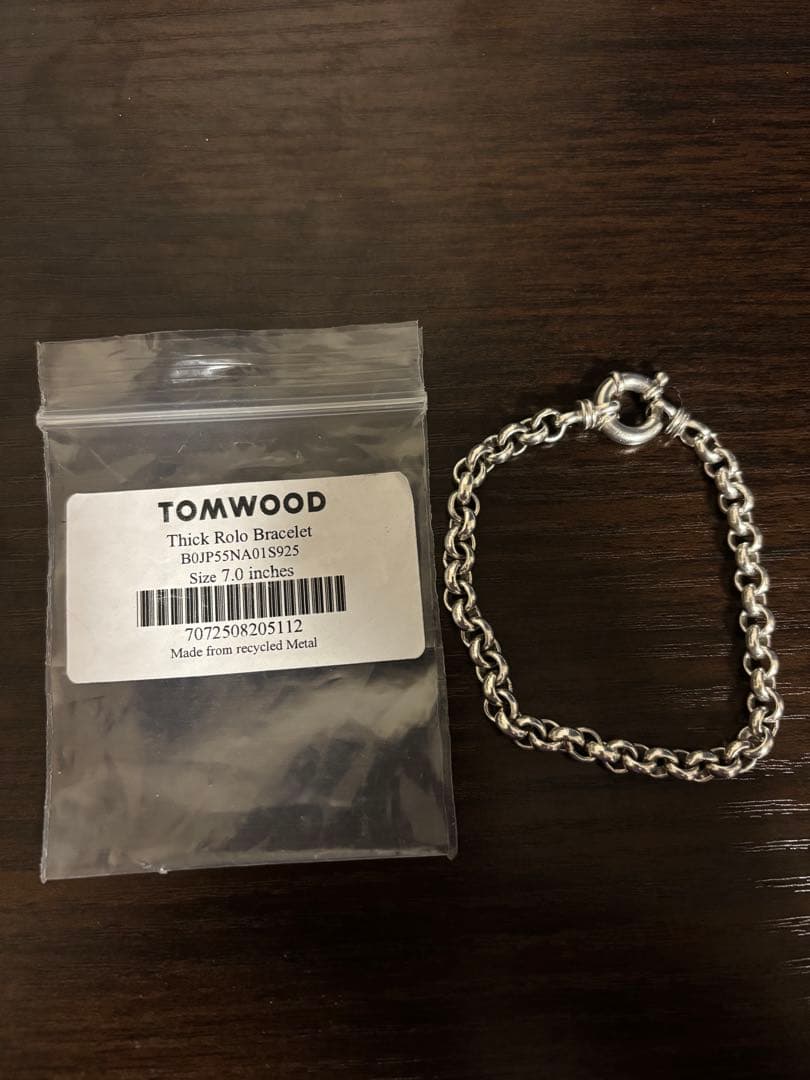 TOMWOOD
Thick Rolo Bracelet
B0JP55NA01S925
Size 7.0 inches
7072508205112
Made from recycled Metal